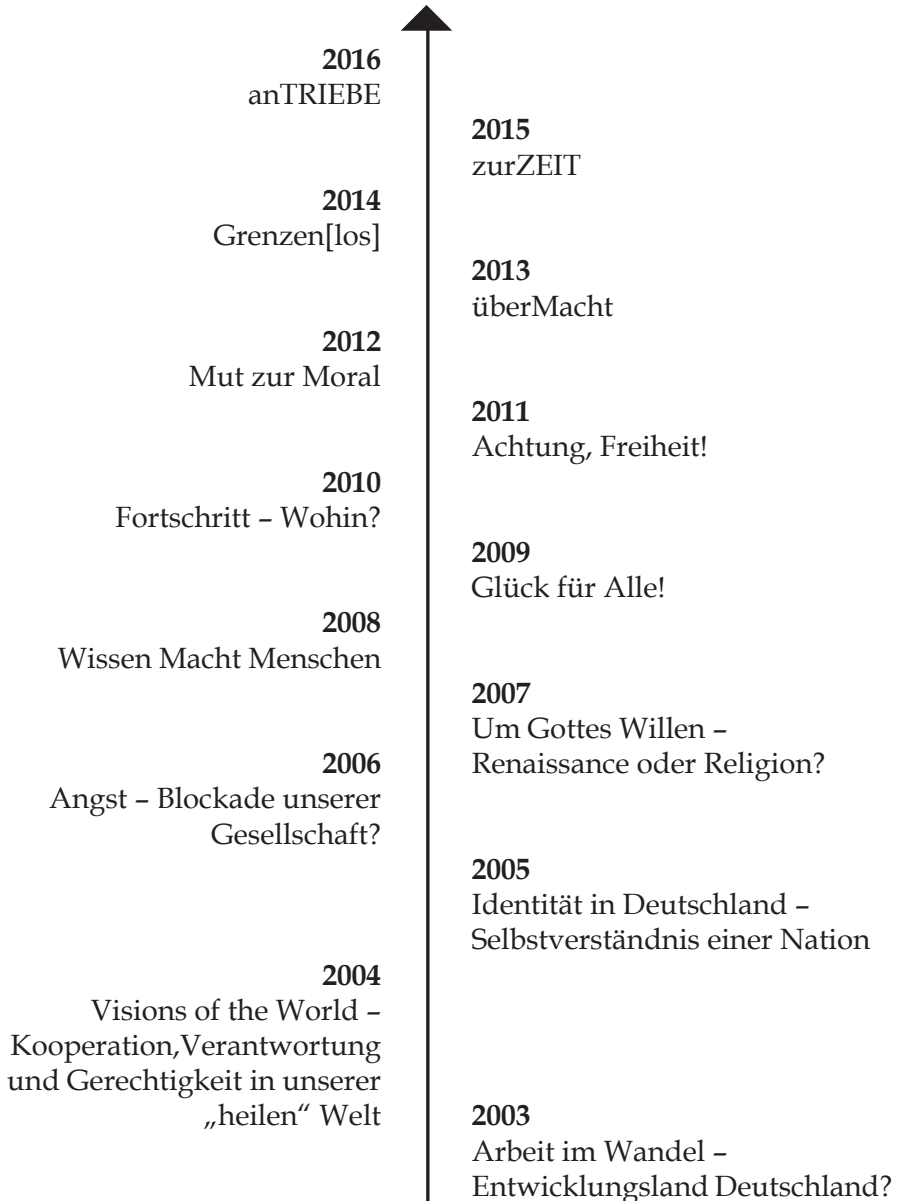 2016
anTRIEBE
2015
zurZEIT
2014
Grenzen[los]
2013
überMacht
2012
Mut zur Moral
2011
Achtung, Freiheit!
2010
Fortschritt – Wohin?
2009
Glück für Alle!
2008
Wissen Macht Menschen
2007
Um Gottes Willen –
Renaissance oder Religion?
2006
Angst – Blockade unserer
Gesellschaft?
2005
Identität in Deutschland –
Selbstverständnis einer Nation
2004
Visions of the World –
Kooperation,Verantwortung
und Gerechtigkeit in unserer
„heilen“ Welt
2003
Arbeit im Wandel –
Entwicklungsland Deutschland?